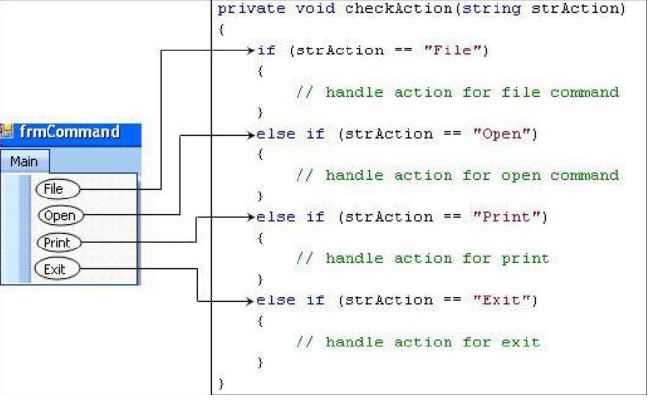 frmCommand
Main
File
Open
Print
Exit
private void checkAction(string strAction)
{
if (strAction == "File")
{
// handle action for file command
}
else if (strAction == "Open")
{
// handle action for open command
}
else if (strAction == "Print")
{
// handle action for print
}
else if (strAction == "Exit")
{
// handle action for exit
}
}